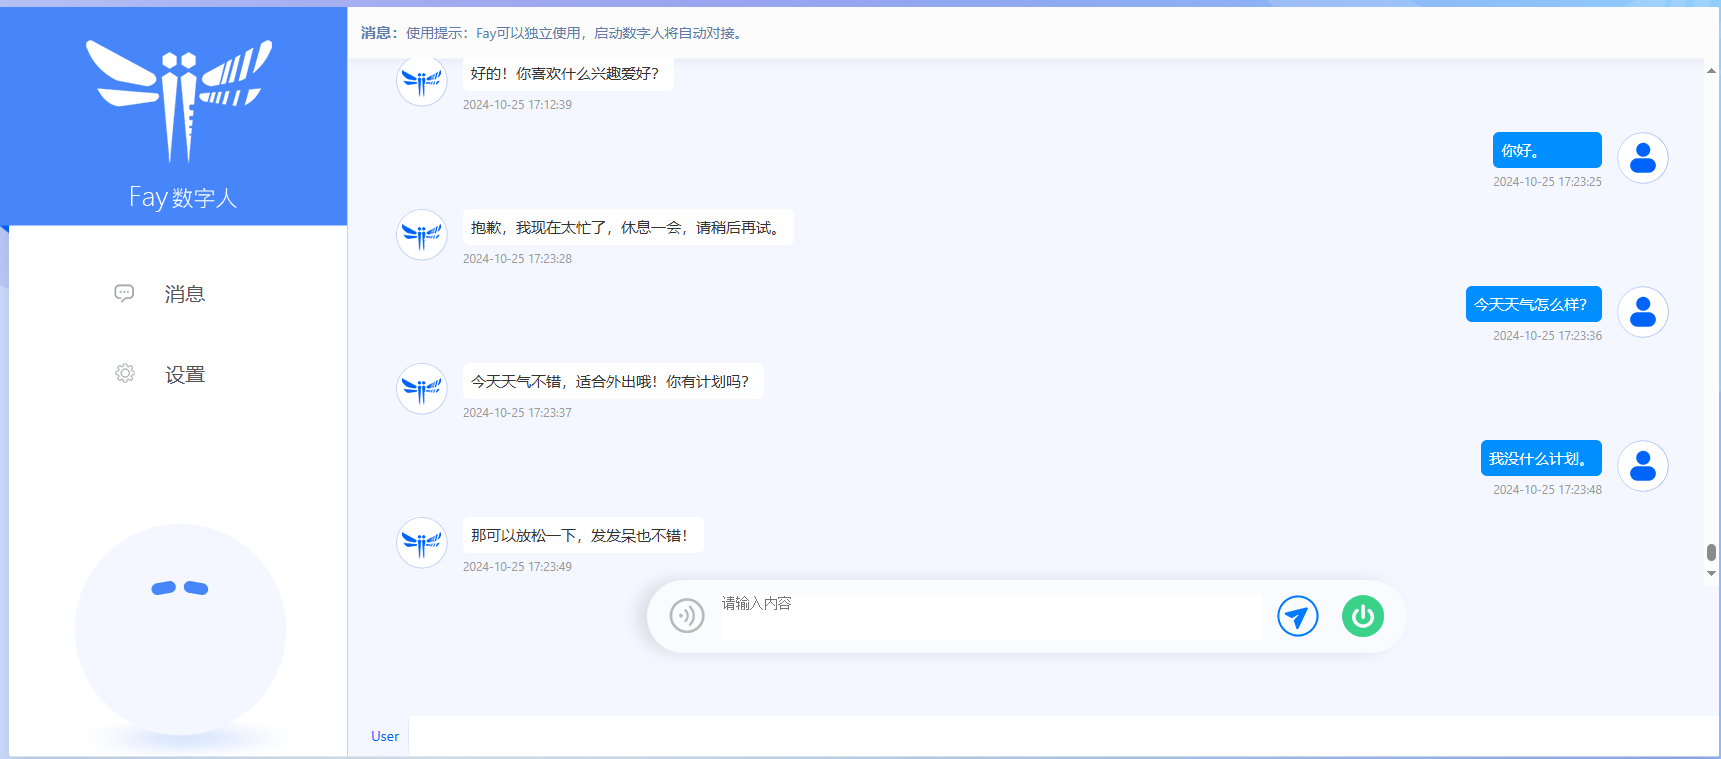 Fay 数字人
消息
设置
消息：使用提示：Fay可以独立使用，启动数字人将自动对接。
好的！你喜欢什么兴趣爱好？
2024-10-25 17:12:39
你好。
2024-10-25 17:23:25
抱歉，我现在太忙了，休息一会，请稍后再试。
2024-10-25 17:23:28
今天天气怎么样？
2024-10-25 17:23:36
今天天气不错，适合外出哦！你有计划吗？
2024-10-25 17:23:37
我没什么计划。
2024-10-25 17:23:48
那可以放松一下，发发呆也不错！
2024-10-25 17:23:49
请输入内容
User